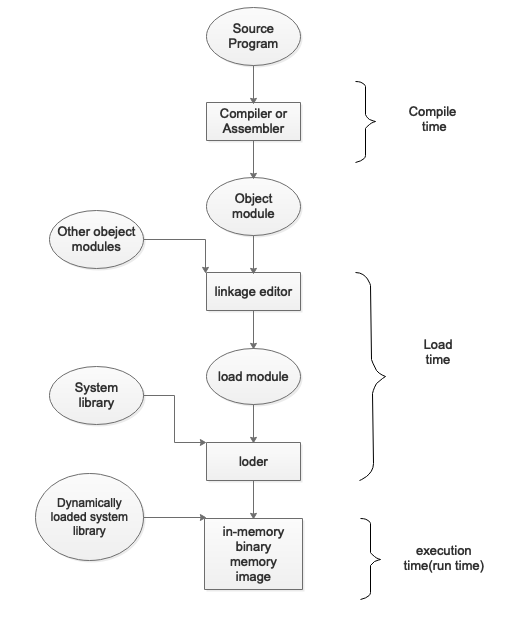 Source
Program
Compiler or
Assembler
Compile
time
Object
module
Other obeject
modules
linkage editor
Load
time
load module
System
library
loder
Dynamically
loaded system
library
in-memory
binary
memory
image
execution
time(run time)